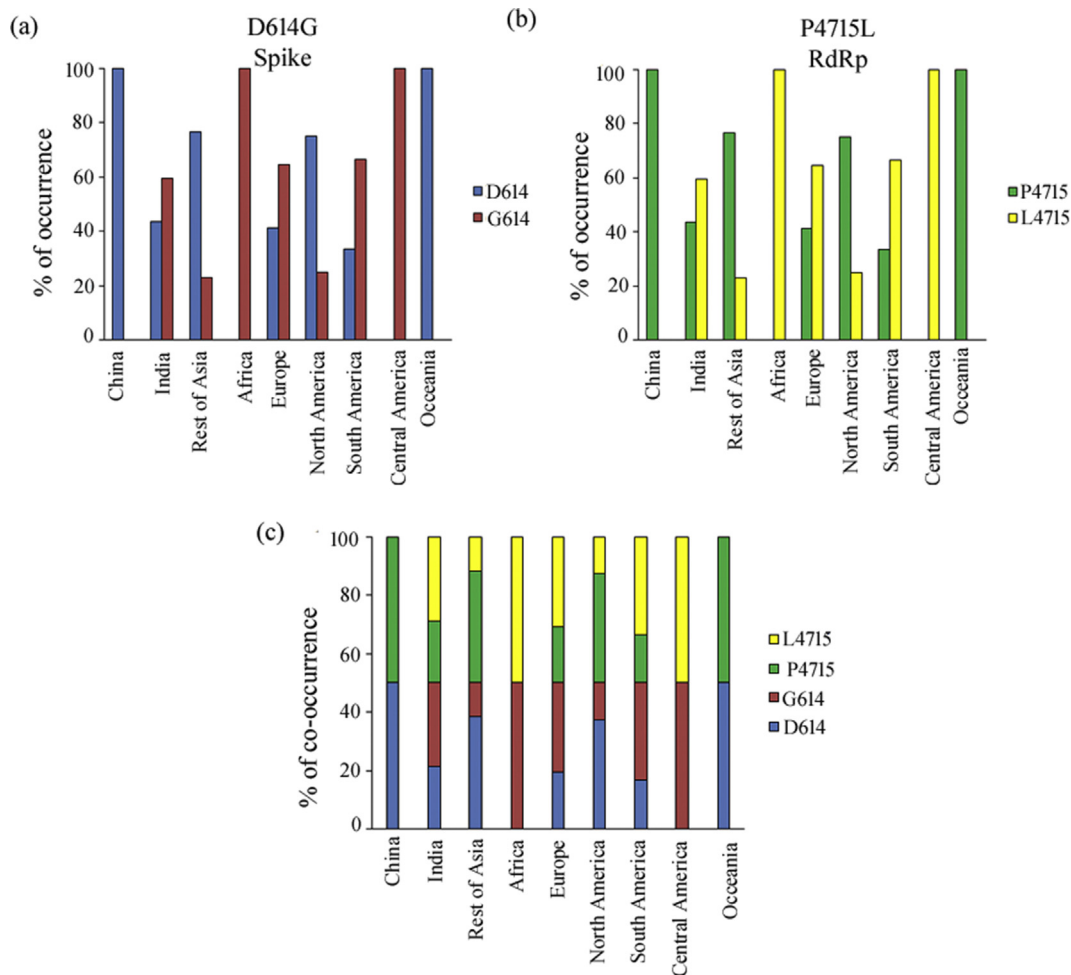 (a)
D614G
Spike
% of occurrence
100
80
60
40
20
0
China
India
Rest of Asia
Africa
Europe
North America
South America
Central America
Occeania
D614
G614
(b)
P4715L
RdRp
% of occurrence
100
80
60
40
20
0
China
India
Rest of Asia
Africa
Europe
North America
South America
Central America
Occeania
P4715
L4715
(c)
% of co-occurrence
100
80
60
40
20
0
China
India
Rest of Asia
Africa
Europe
North America
South America
Central America
Occeania
L4715
P4715
G614
D614